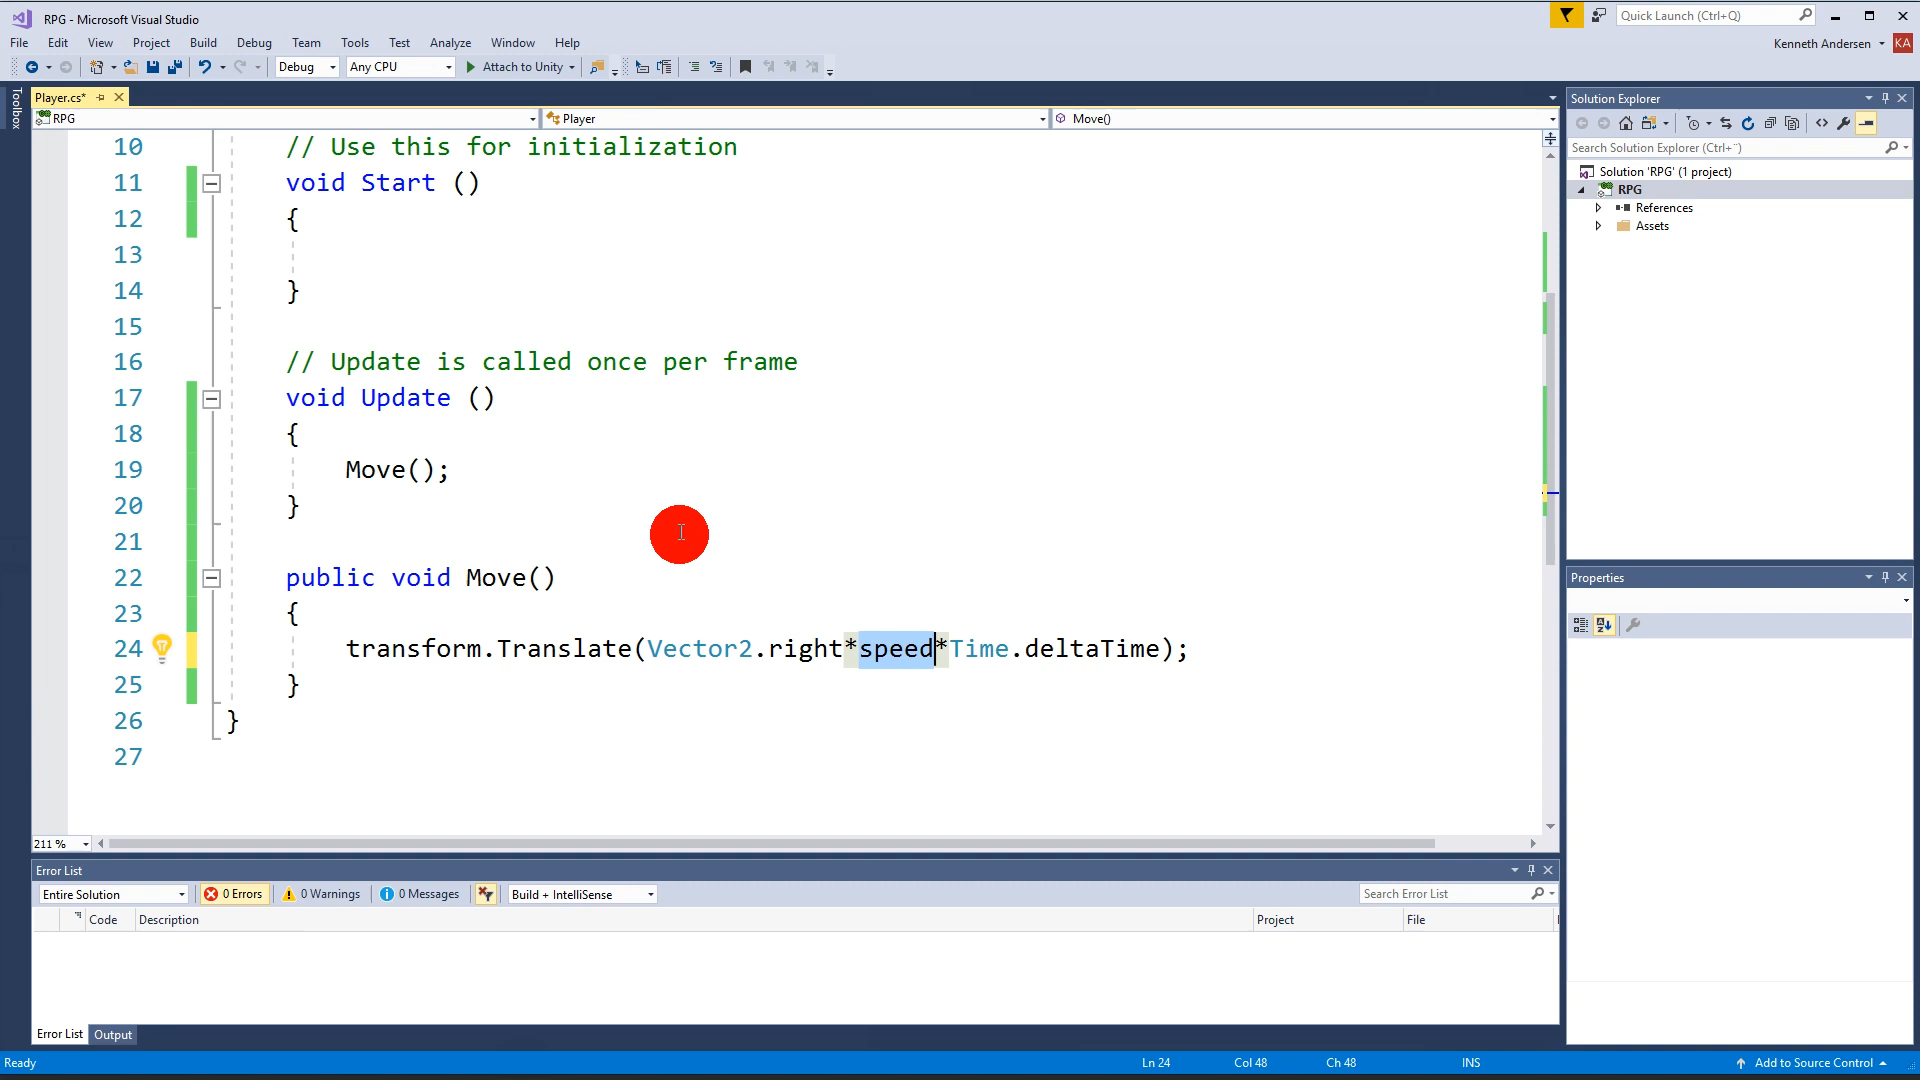 RPG - Microsoft Visual Studio
Quick Launch (Ctrl+Q)
File Edit View Project Build Debug Team Tools Test Analyze Window Help
Kenneth Andersen KA
Debug Any CPU Attach to Unity
Toolbox
Player.cs*
RPG Player Move()
10 // Use this for initialization
11 void Start ()
12 {
13
14 }
15
16 // Update is called once per frame
17 void Update ()
18 {
19 Move();
20 }
21
22 public void Move()
23 {
24 transform.Translate(Vector2.right*speed*Time.deltaTime);
25 }
26 }
27
211 %
Solution Explorer
Search Solution Explorer (Ctrl+¨)
Solution 'RPG' (1 project)
RPG
References
Assets
Properties
Error List
Entire Solution 0 Errors 0 Warnings 0 Messages Build + IntelliSense Search Error List
Code Description Project File
Error List Output
Ready Ln 24 Col 48 Ch 48 INS Add to Source Control